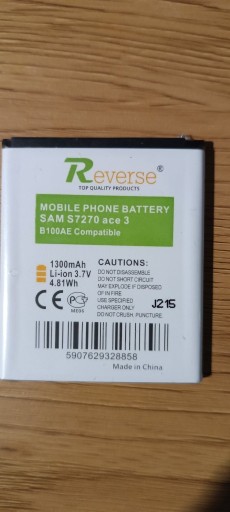 Reverse®
TOP QUALITY PRODUCTS
MOBILE PHONE BATTERY
SAM S7270 ace 3
B100AE Compatible
1300mAh
Li-ion 3.7V
4.81Wh
CAUTIONS:
DO NOT DISASSEMBLE
DO NOT SHORT CIRCUIT
MAY EXPLODE IF DISPOSED
OF IN FIRE USE SPECIFIED
CHARGER ONLY
DO NOT CRUSH, PUNCTURE
J215
CE
5907629328858
Made in China